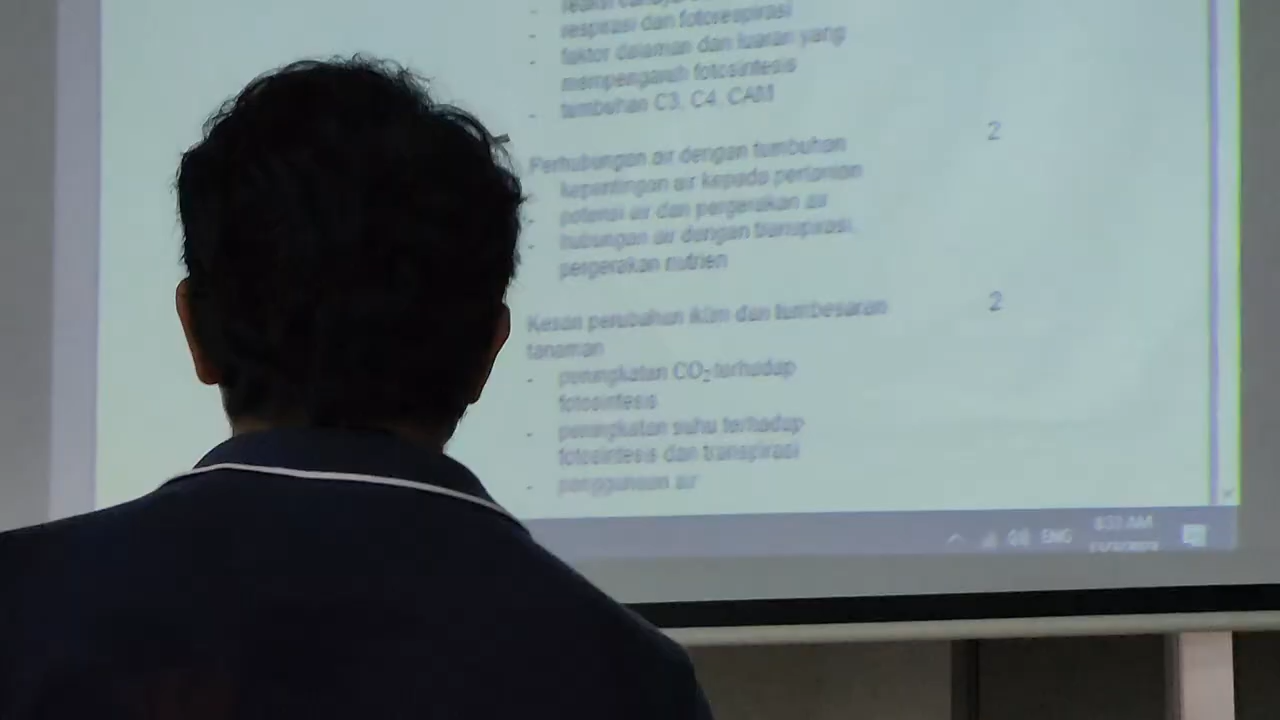 - respirasi dan fotorespirasi
- faktor dalaman dan luaran yang
mempengaruhi fotosintesis
- tumbuhan C3, C4, CAM
Perhubungan air dengan tumbuhan 2
- kepentingan air kepada pertanian
- potensi air dan pergerakan air
- hubungan air dengan transpirasi,
pergerakan nutrien
Kesan perubahan iklim dan tumbesaran 2
tanaman
- peningkatan CO₂ terhadap
fotosintesis
- peningkatan suhu terhadap
fotosintesis dan transpirasi
- penggunaan air
ENG
AM